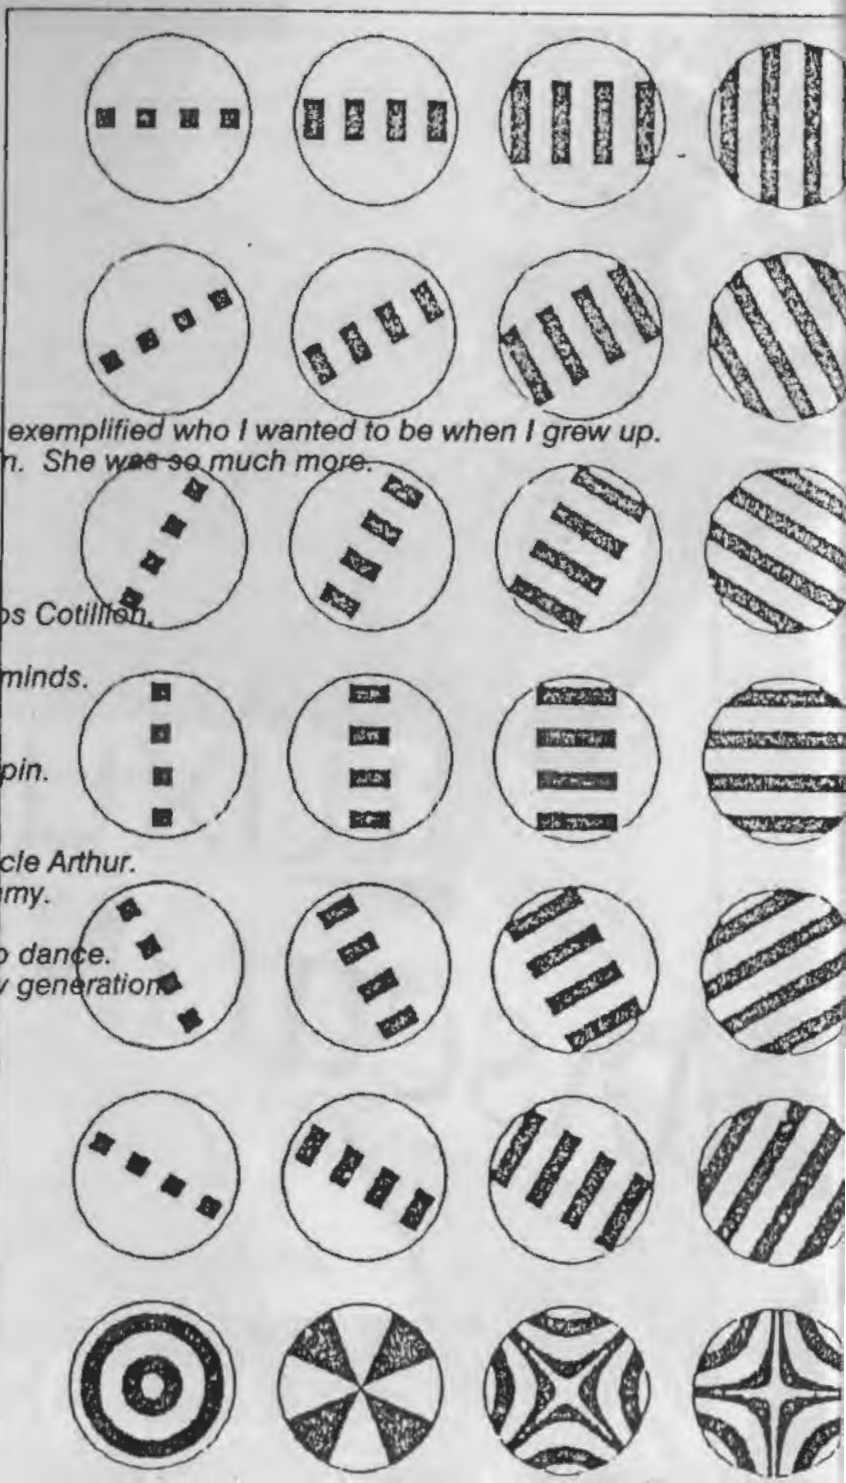 exemplified who I wanted to be when I grew up.
n. She was so much more.
os Cotillion.
minds.
pin.
cle Arthur.
my.
o dance.
y generation